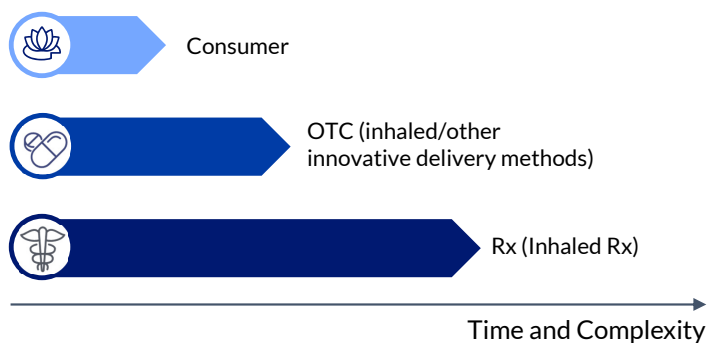 Consumer
OTC (inhaled/other
innovative delivery methods)
Rx (Inhaled Rx)
Time and Complexity